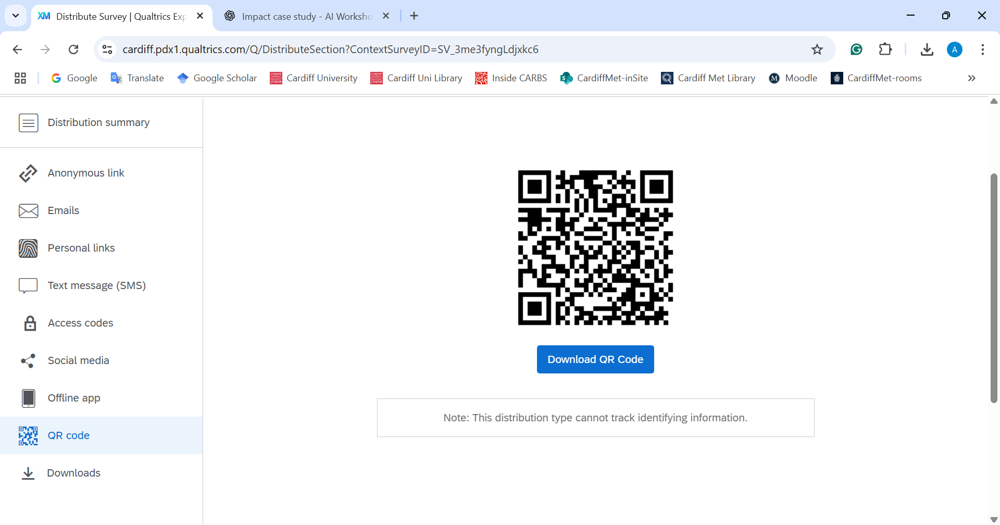 XM Distribute Survey | Qualtrics Exp
Impact case study - AI Worksho
cardiff.pdx1.qualtrics.com/Q/DistributeSection?ContextSurveyID=SV_3me3fyngLdjxkc6
A
Google
Translate
Google Scholar
Cardiff University
Cardiff Uni Library
Inside CARBS
CardiffMet-inSite
Cardiff Met Library
Moodle
CardiffMet-rooms
Distribution summary
Anonymous link
Emails
Personal links
Text message (SMS)
Access codes
Social media
Offline app
QR code
Downloads
Download QR Code
Note: This distribution type cannot track identifying information.